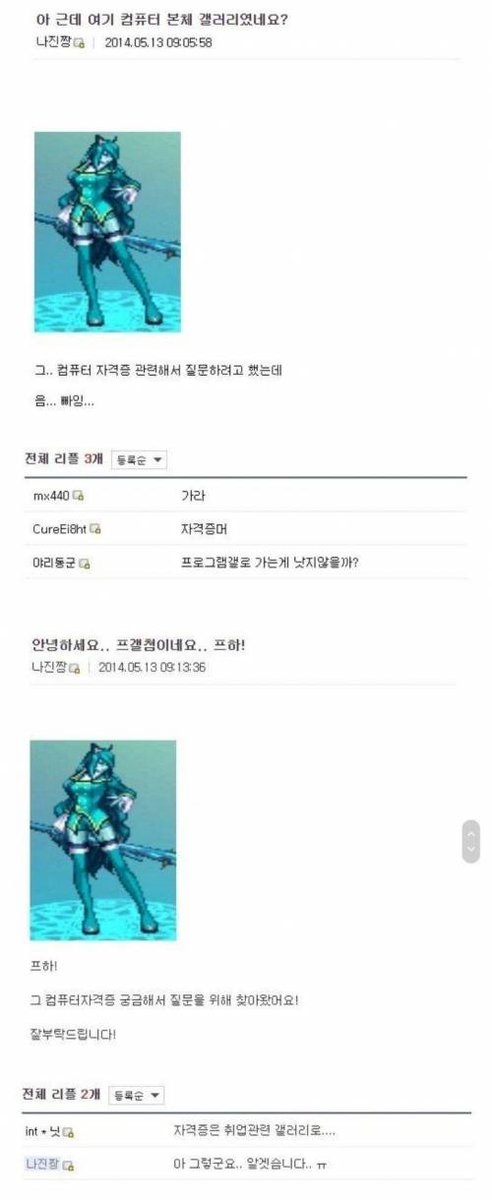 아 근데 여기 컴퓨터 본체 갤러리였네요?
나진짱 | 2014.05.13 09:05:58
그.. 컴퓨터 자격증 관련해서 질문하려고 했는데
음... 빠잉...
전체 리플 3개 등록순
mx440 가라
CureEi8ht 자격증머
야리동군 프로그램갤로 가는게 낫지않을까?
안녕하세요.. 프갤첨이네요.. 프하!
나진짱 | 2014.05.13 09:13:36
프하!
그 컴퓨터자격증 궁금해서 질문을 위해 찾아왔어요!
잘부탁드립니다!
전체 리플 2개 등록순
int * 닛 자격증은 취업관련 갤러리로....
나진짱 아 그렇군요.. 알겟습니다.. ㅠ